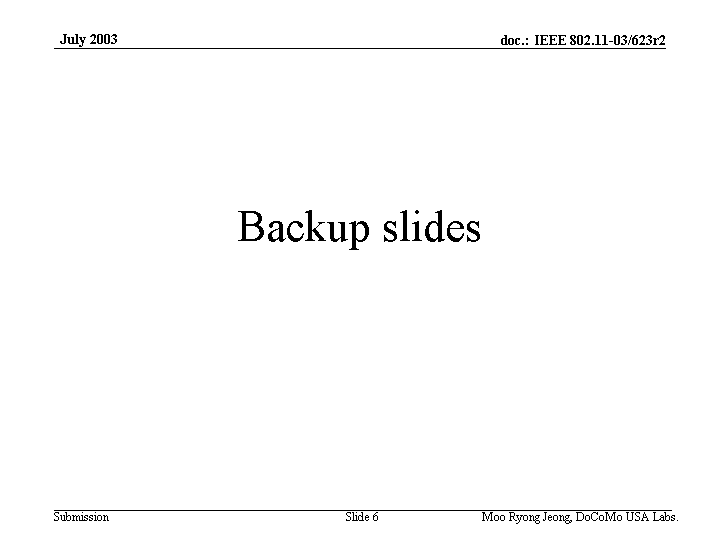 July 2003
doc.: IEEE 802.11-03/623r2
Backup slides
Submission
Slide 6
Moo Ryong Jeong, DoCoMo USA Labs.